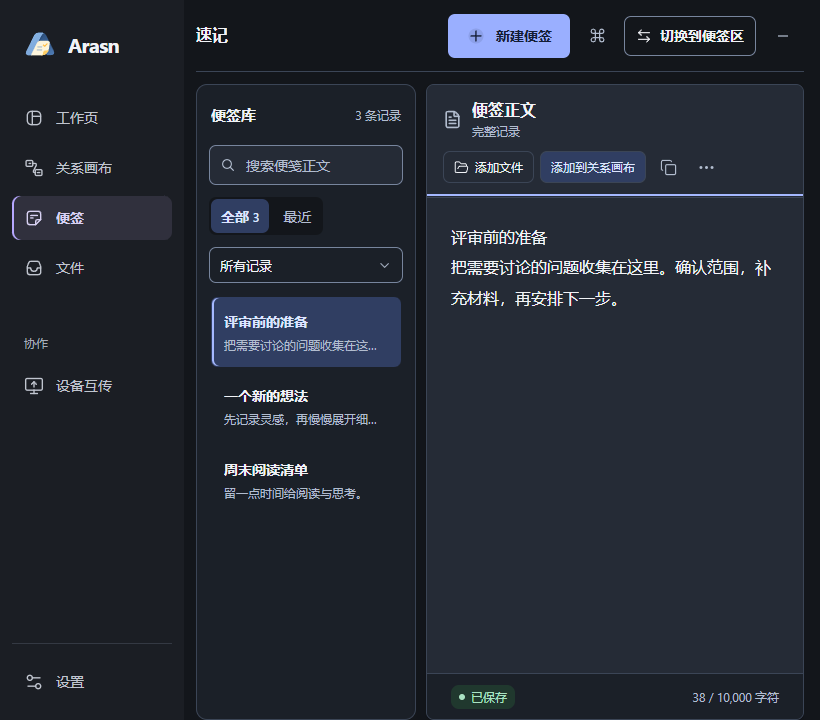 Arasn
工作页
关系画布
便签
文件
协作
设备互传
设置
速记
新建便签
切换到便签区
便签库
3 条记录
搜索便笺正文
全部 3
最近
所有记录
评审前的准备
把需要讨论的问题收集在这...
一个新的想法
先记录灵感，再慢慢展开细...
周末阅读清单
留一点时间给阅读与思考。
便签正文
完整记录
添加文件
添加到关系画布
评审前的准备
把需要讨论的问题收集在这里。确认范围，补
充材料，再安排下一步。
已保存
38 / 10,000 字符